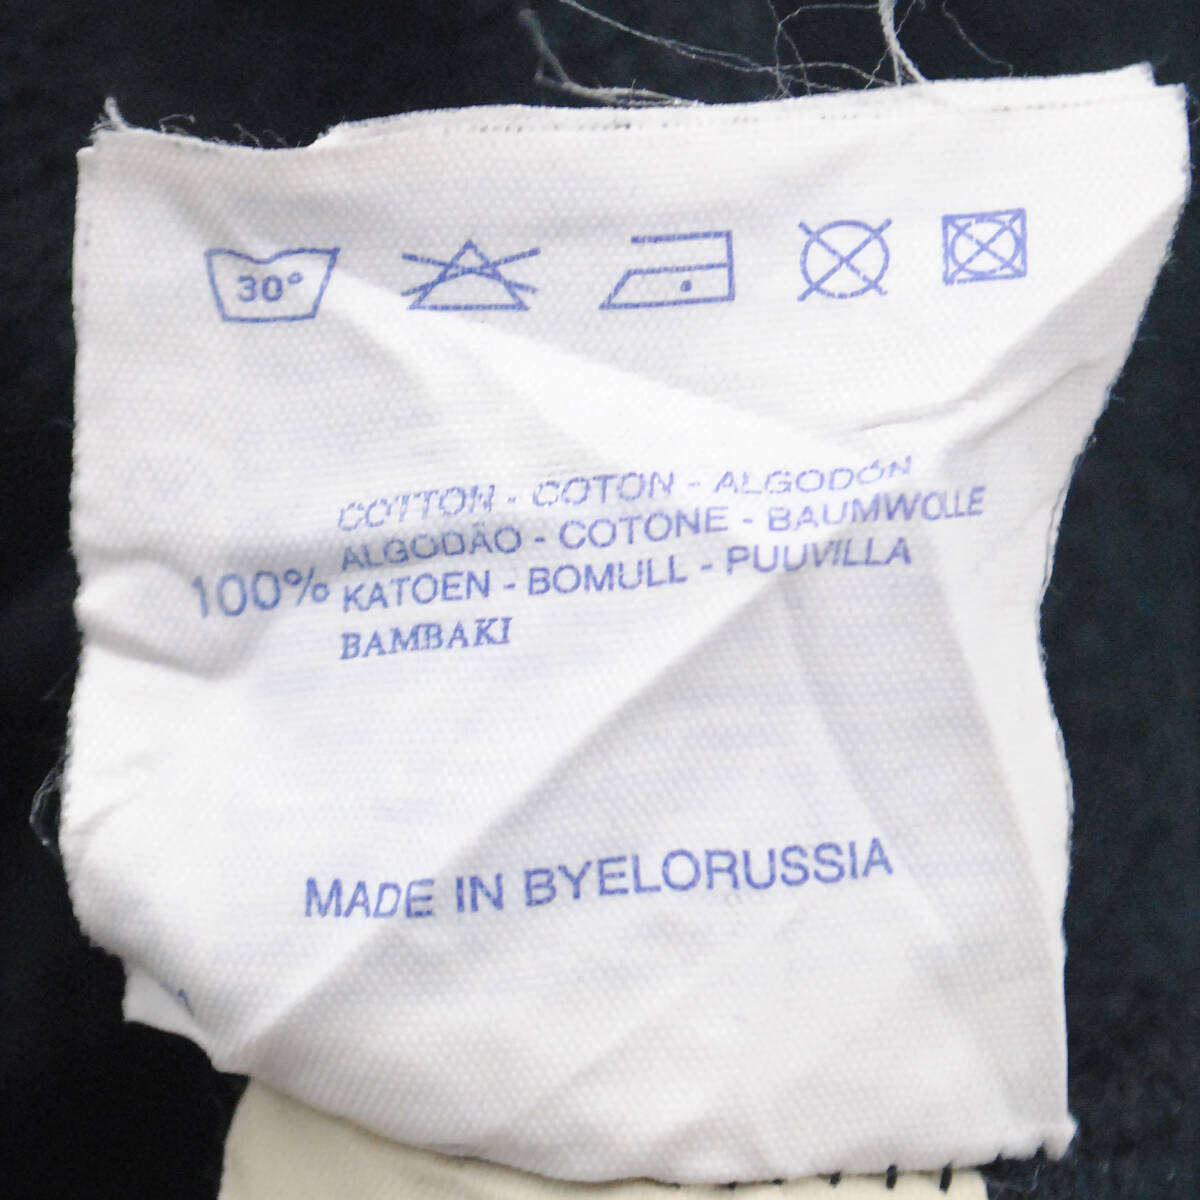 30°
COTTON - COTON - ALGODÓN
ALGODÃO - COTONE - BAUMWOLLE
100% KATOEN - BOMULL - PUUVILLA
BAMBAKI
MADE IN BYELORUSSIA